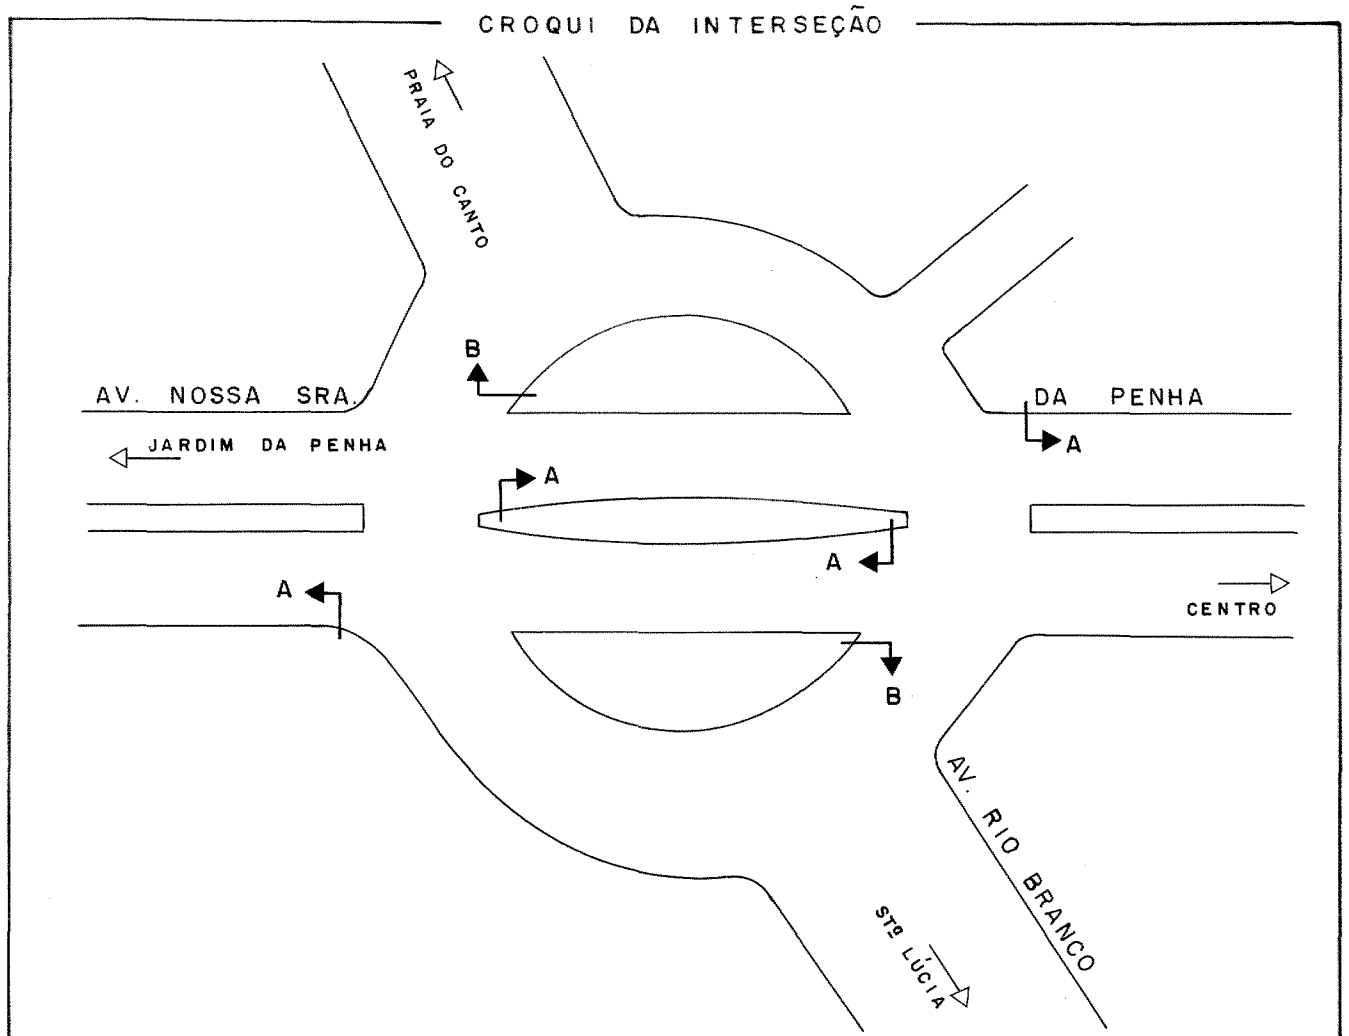 CROQUI DA INTERSEÇÃO
PRAIA DO CANTO
B
AV. NOSSA SRA. DA PENHA
JARDIM DA PENHA
A
A
A
A
CENTRO
B
AV. RIO BRANCO
STª LÚCIA